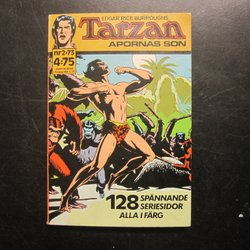 EDGAR RICE BURROUGHS
TARZAN
APORNAS SON
nr 2•73
4:75
128 SPÄNNANDE
SERIESIDOR
ALLA I FÄRG